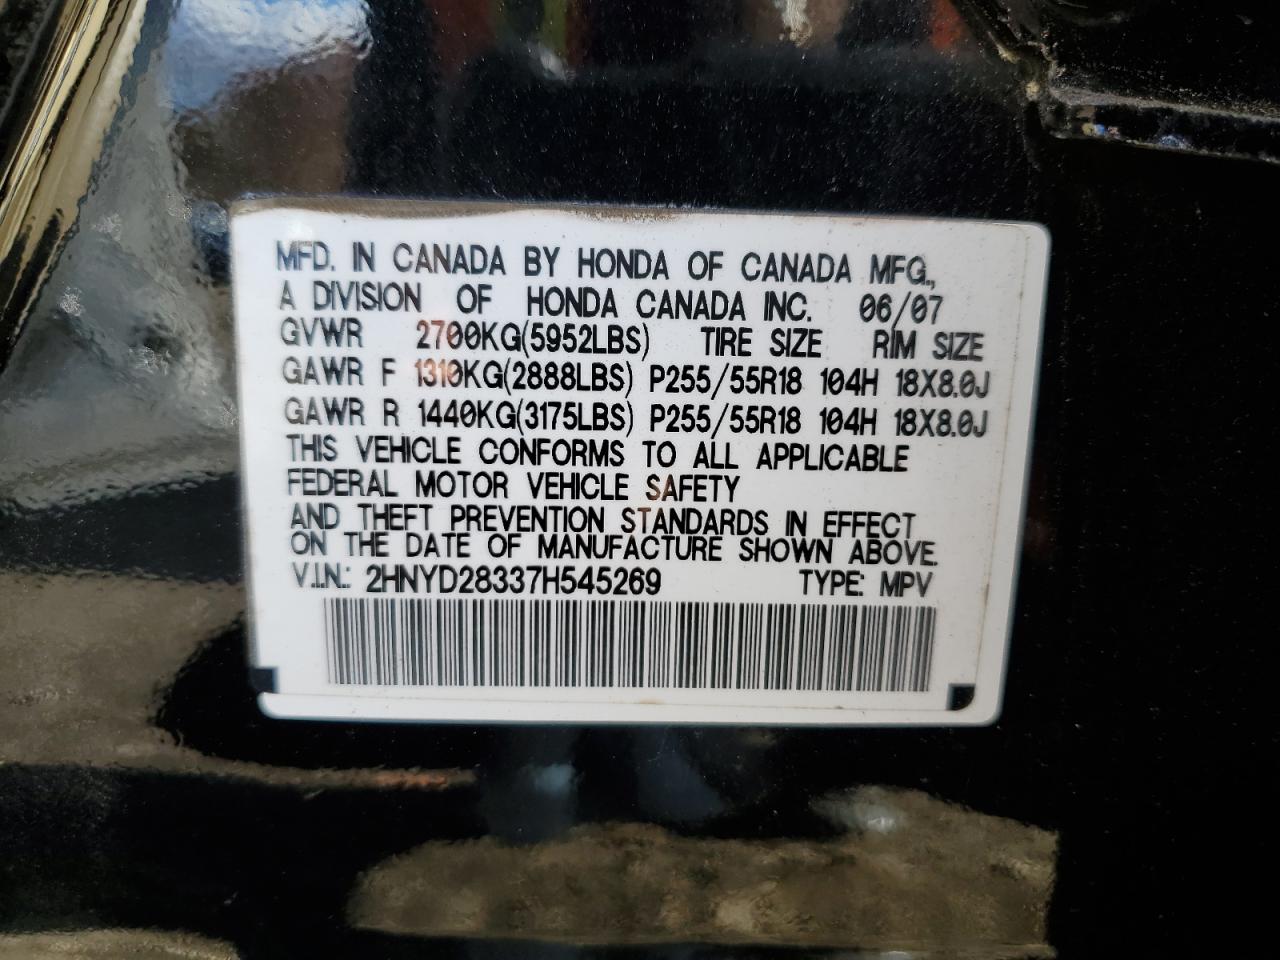 MFD. IN CANADA BY HONDA OF CANADA MFG.,
A DIVISION OF HONDA CANADA INC. 06/07
GVWR 2700KG(5952LBS) TIRE SIZE RIM SIZE
GAWR F 1310KG(2888LBS) P255/55R18 104H 18X8.0J
GAWR R 1440KG(3175LBS) P255/55R18 104H 18X8.0J
THIS VEHICLE CONFORMS TO ALL APPLICABLE
FEDERAL MOTOR VEHICLE SAFETY
AND THEFT PREVENTION STANDARDS IN EFFECT
ON THE DATE OF MANUFACTURE SHOWN ABOVE.
V.I.N.: 2HNYD28337H545269 TYPE: MPV